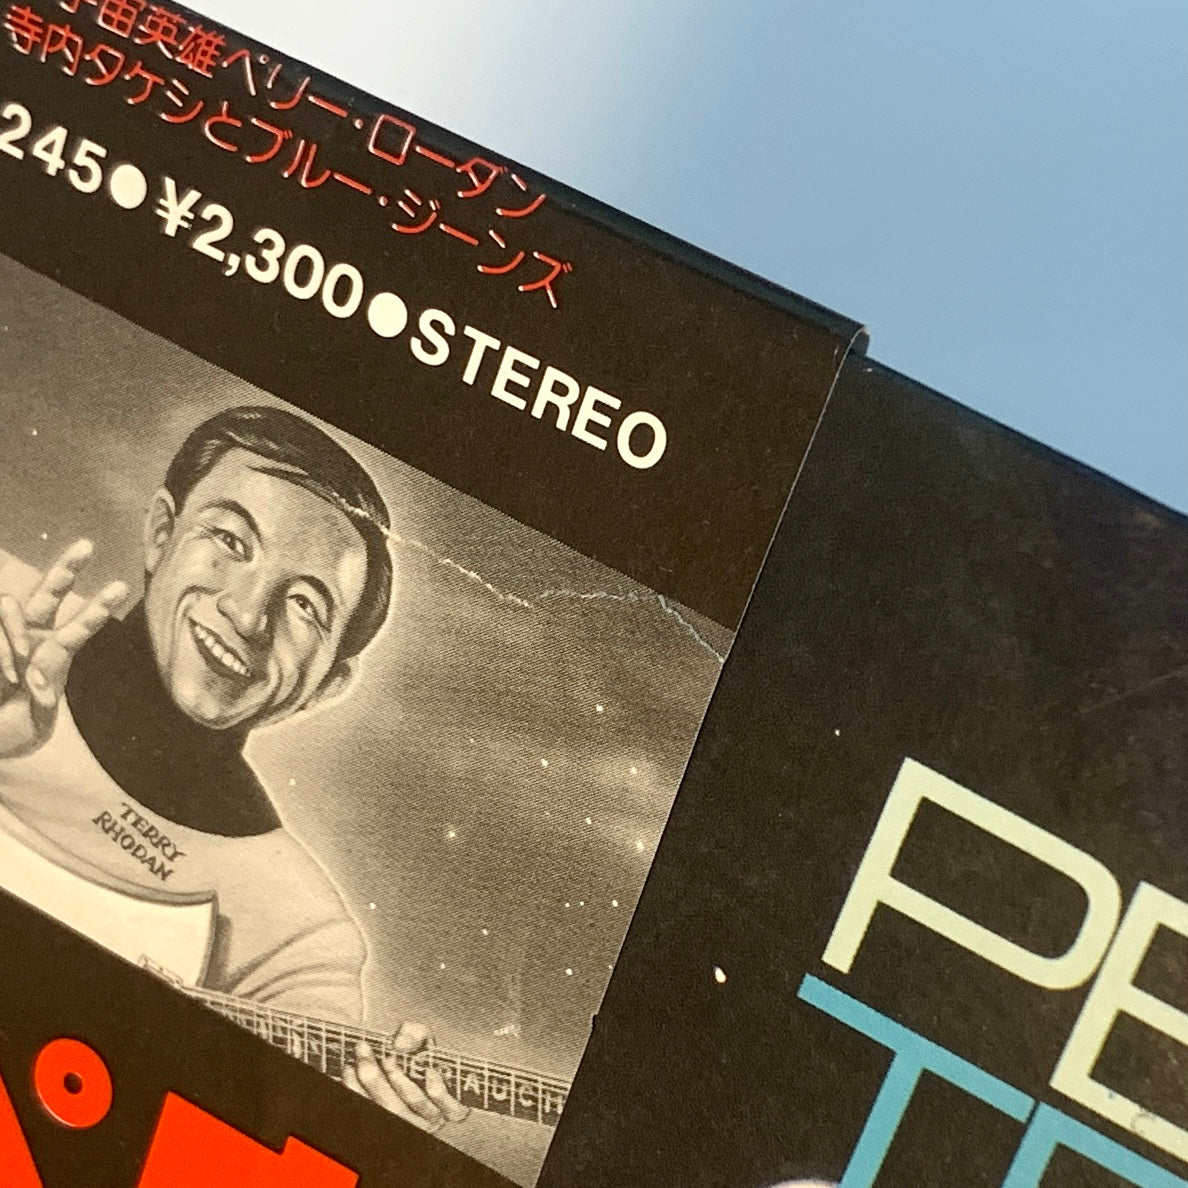 宇宙英雄ペリー・ローダン
寺内タケシとブルー・ジーンズ
245●¥2,300●STEREO
TERRY
RHODAN
PE